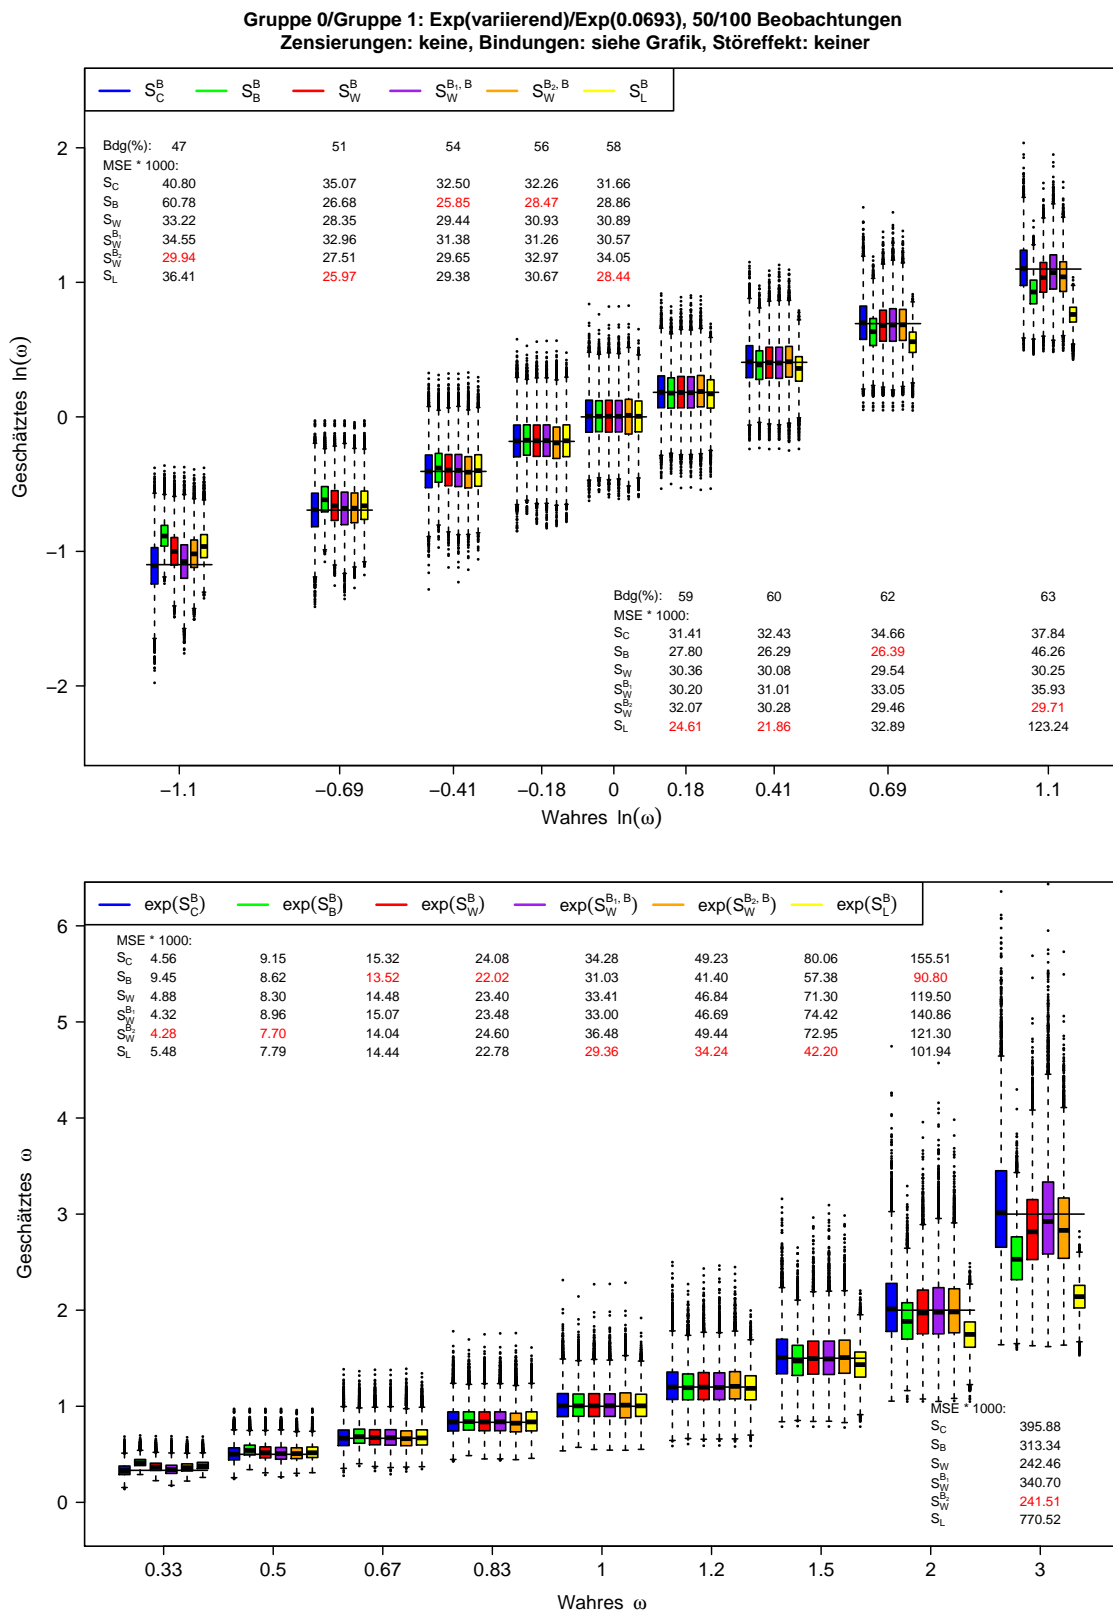 Gruppe 0/Gruppe 1: Exp(variierend)/Exp(0.0693), 50/100 Beobachtungen
Zensierungen: keine, Bindungen: siehe Grafik, Störeffekt: keiner
S_C^B S_B^B S_W^B S_W^{B₁, B} S_W^{B₂, B} S_L^B
Bdg(%): 47 51 54 56 58
MSE * 1000:
S_C 40.80 35.07 32.50 32.26 31.66
S_B 60.78 26.68 25.85 28.47 28.86
S_W 33.22 28.35 29.44 30.93 30.89
S_W^{B₁} 34.55 32.96 31.38 31.26 30.57
S_W^{B₂} 29.94 27.51 29.65 32.97 34.05
S_L 36.41 25.97 29.38 30.67 28.44
2
1
0
−1
−2
Geschätztes ln(ω)
Bdg(%): 59 60 62 63
MSE * 1000:
S_C 31.41 32.43 34.66 37.84
S_B 27.80 26.29 26.39 46.26
S_W 30.36 30.08 29.54 30.25
S_W^{B₁} 30.20 31.01 33.05 35.93
S_W^{B₂} 32.07 30.28 29.46 29.71
S_L 24.61 21.86 32.89 123.24
−1.1 −0.69 −0.41 −0.18 0 0.18 0.41 0.69 1.1
Wahres ln(ω)
exp(S_C^B) exp(S_B^B) exp(S_W^B) exp(S_W^{B₁, B}) exp(S_W^{B₂, B}) exp(S_L^B)
MSE * 1000:
S_C 4.56 9.15 15.32 24.08 34.28 49.23 80.06 155.51
S_B 9.45 8.62 13.52 22.02 31.03 41.40 57.38 90.80
S_W 4.88 8.30 14.48 23.40 33.41 46.84 71.30 119.50
S_W^{B₁} 4.32 8.96 15.07 23.48 33.00 46.69 74.42 140.86
S_W^{B₂} 4.28 7.70 14.04 24.60 36.48 49.44 72.95 121.30
S_L 5.48 7.79 14.44 22.78 29.36 34.24 42.20 101.94
6
5
4
3
2
1
0
Geschätztes ω
MSE * 1000:
S_C 395.88
S_B 313.34
S_W 242.46
S_W^{B₁} 340.70
S_W^{B₂} 241.51
S_L 770.52
0.33 0.5 0.67 0.83 1 1.2 1.5 2 3
Wahres ω